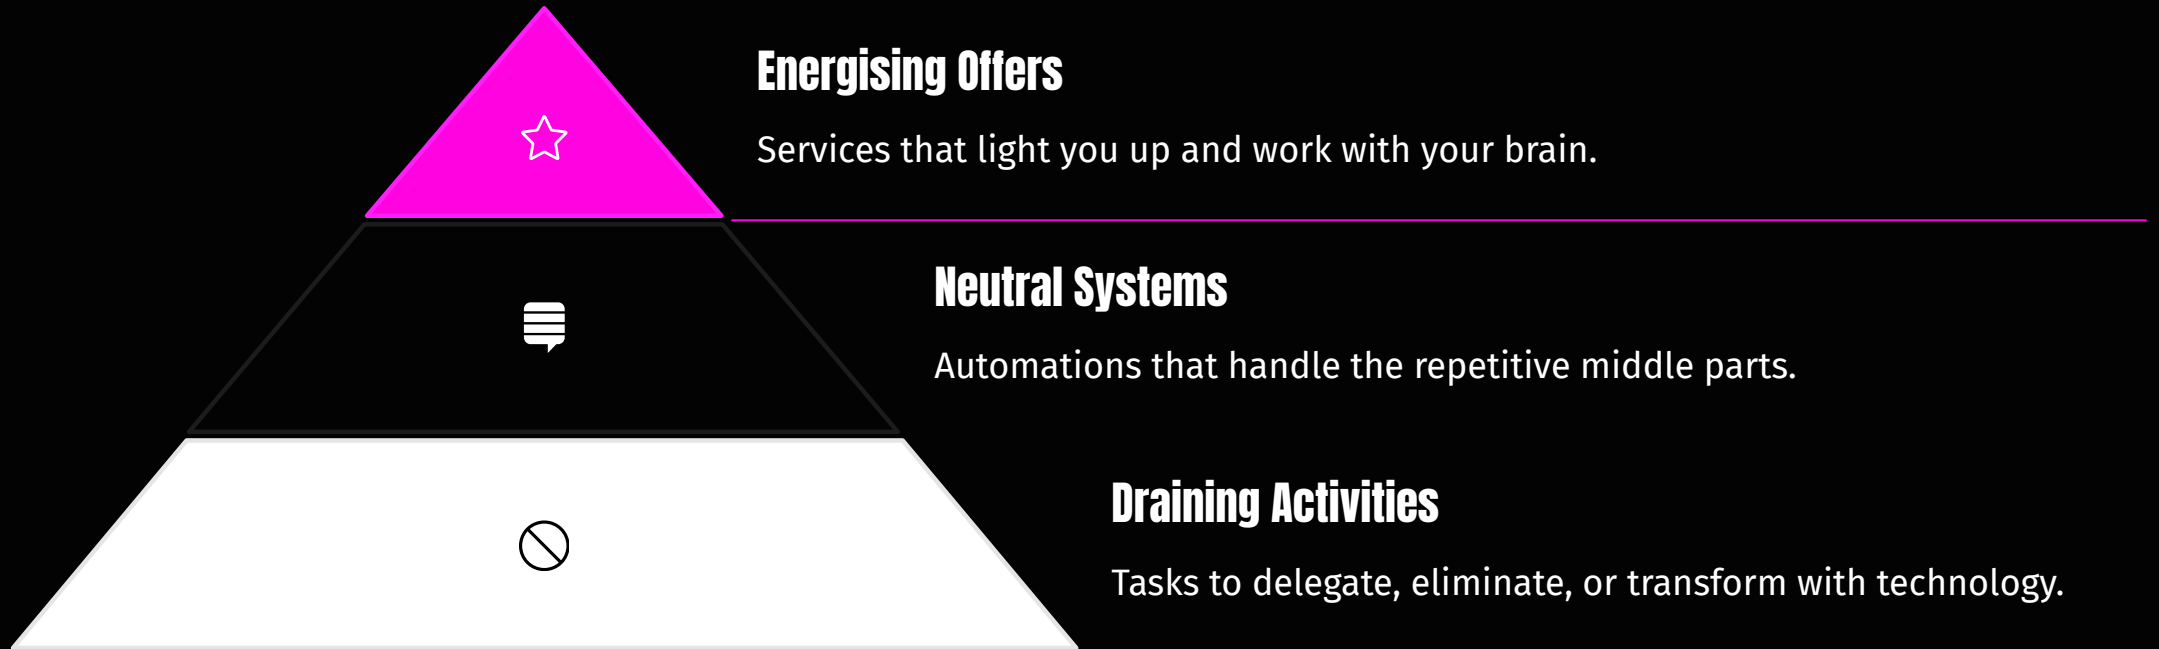 Energising Offers
Services that light you up and work with your brain.
Neutral Systems
Automations that handle the repetitive middle parts.
Draining Activities
Tasks to delegate, eliminate, or transform with technology.